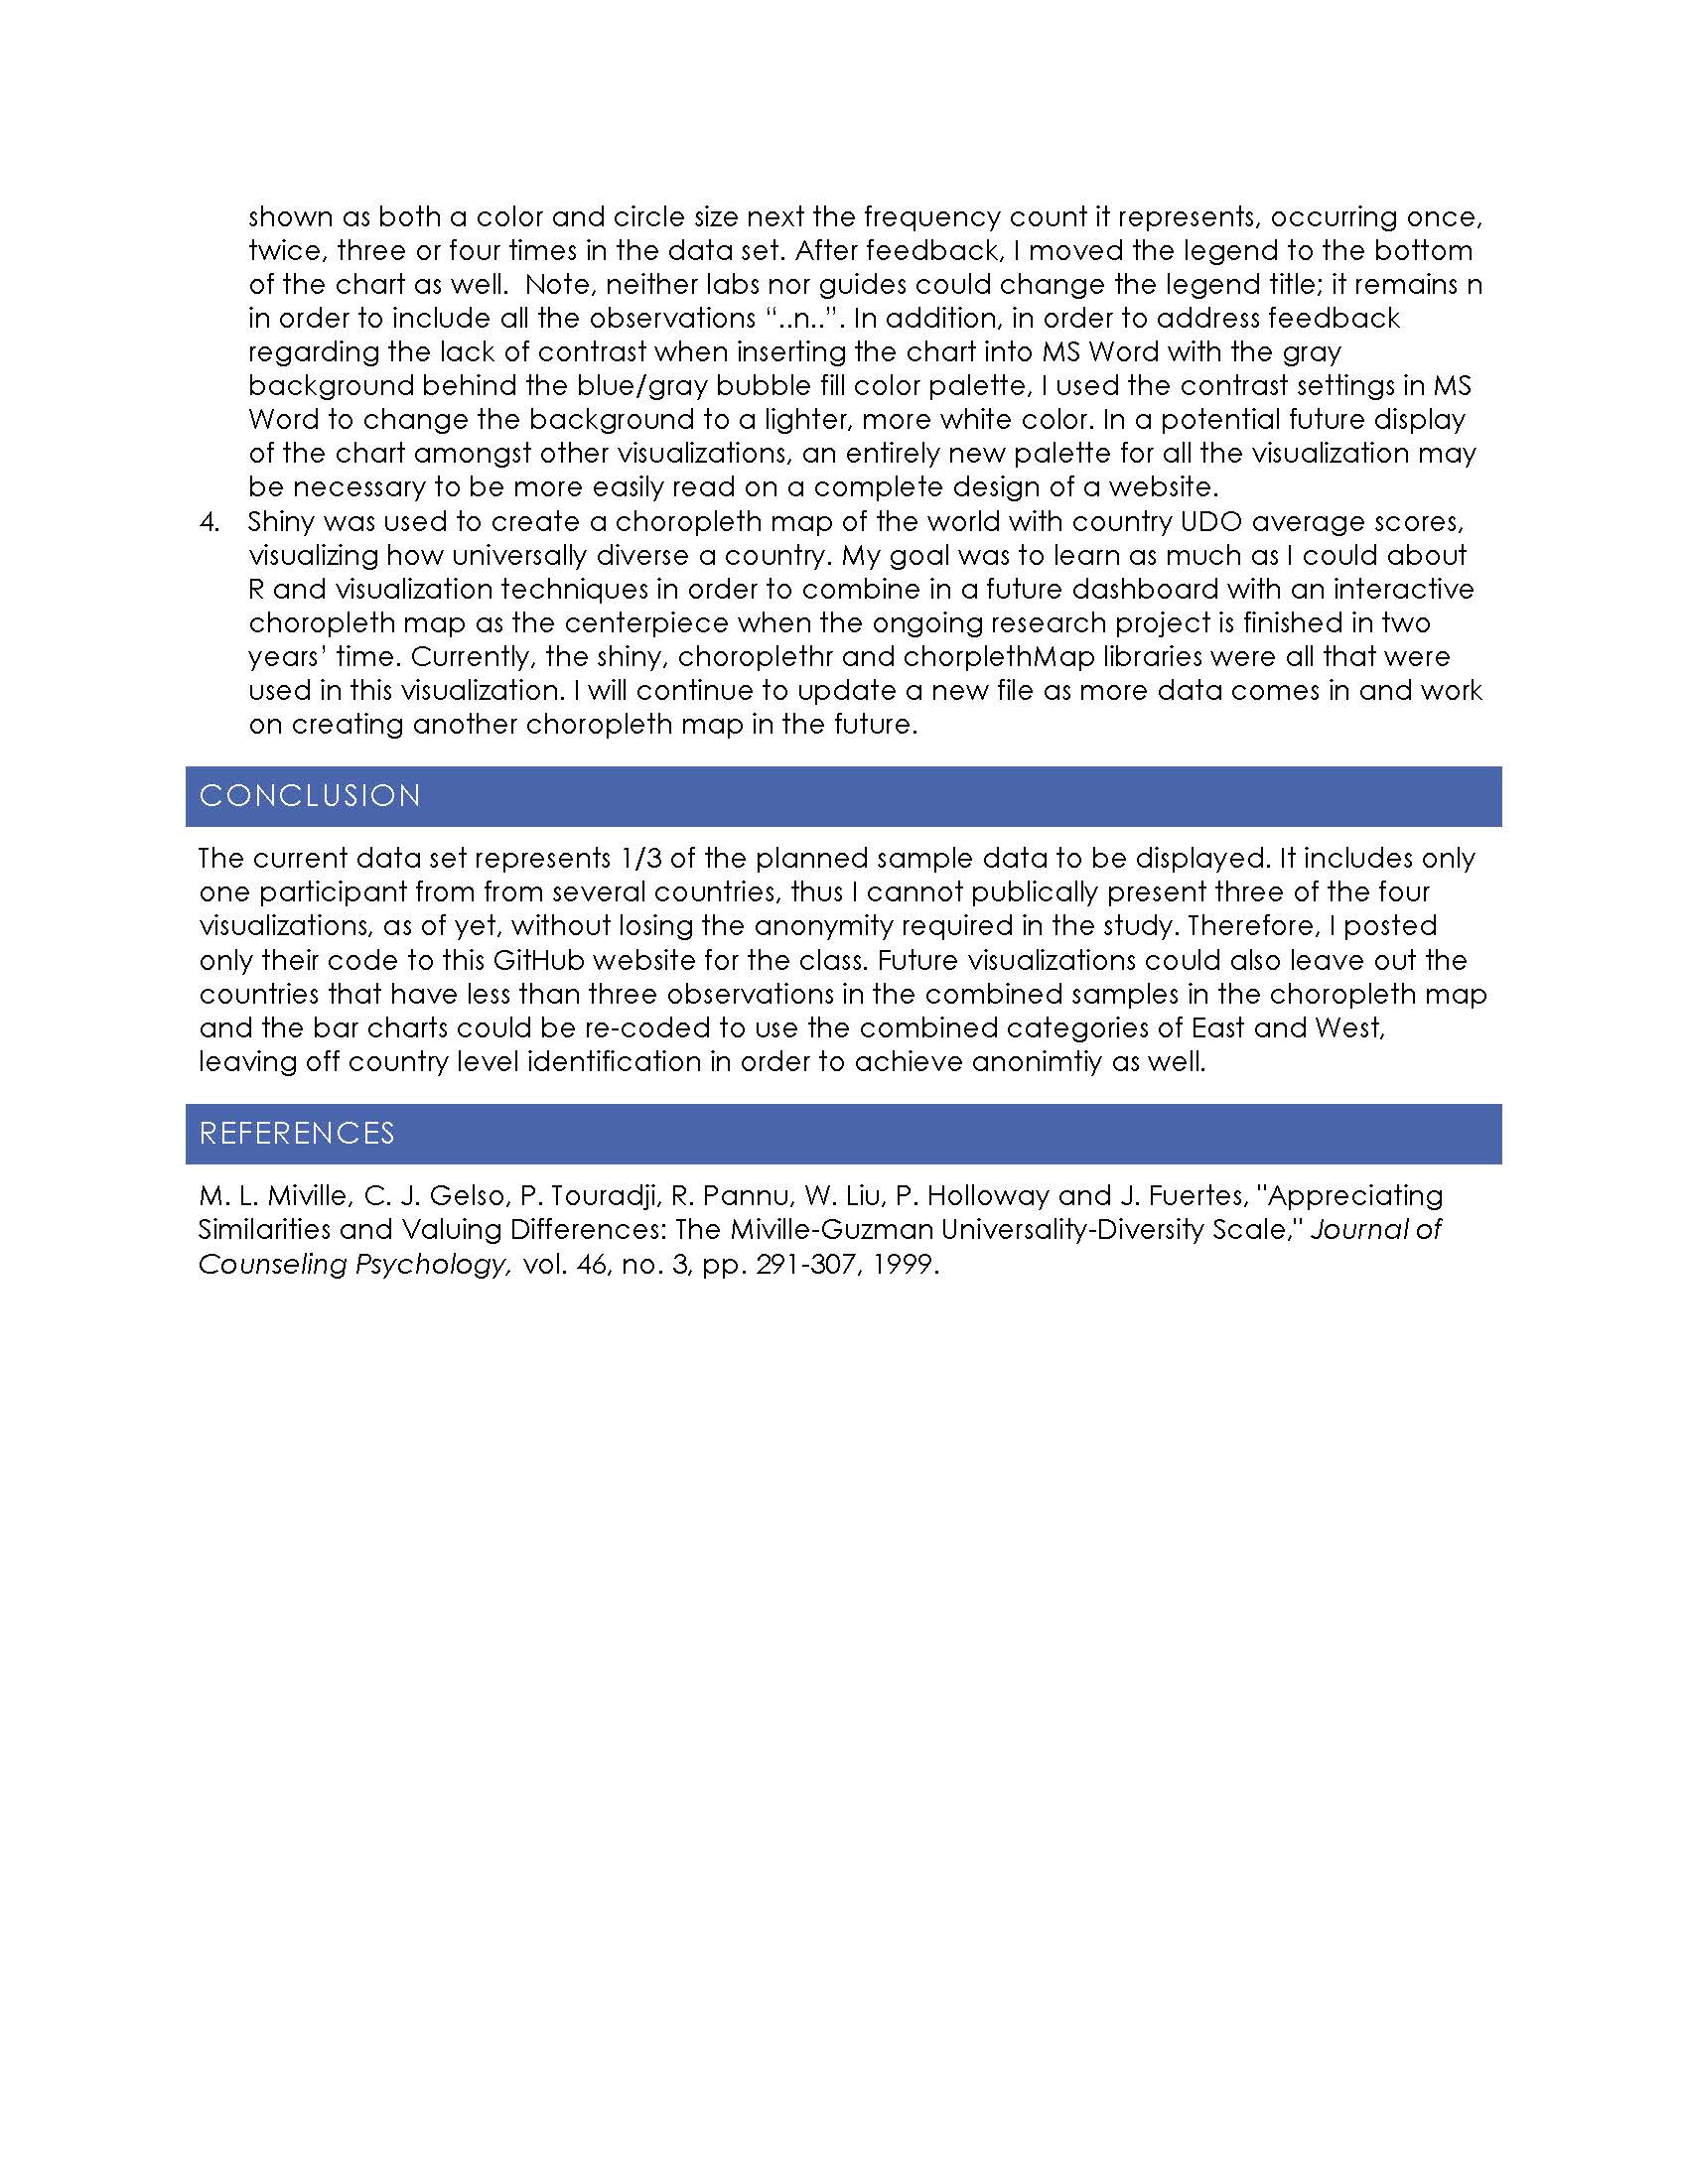 shown as both a color and circle size next the frequency count it represents, occurring once,
twice, three or four times in the data set. After feedback, I moved the legend to the bottom
of the chart as well.  Note, neither labs nor guides could change the legend title; it remains n
in order to include all the observations “..n..”. In addition, in order to address feedback
regarding the lack of contrast when inserting the chart into MS Word with the gray
background behind the blue/gray bubble fill color palette, I used the contrast settings in MS
Word to change the background to a lighter, more white color. In a potential future display
of the chart amongst other visualizations, an entirely new palette for all the visualization may
be necessary to be more easily read on a complete design of a website.
4. Shiny was used to create a choropleth map of the world with country UDO average scores,
visualizing how universally diverse a country. My goal was to learn as much as I could about
R and visualization techniques in order to combine in a future dashboard with an interactive
choropleth map as the centerpiece when the ongoing research project is finished in two
years’ time. Currently, the shiny, choroplethr and chorplethMap libraries were all that were
used in this visualization. I will continue to update a new file as more data comes in and work
on creating another choropleth map in the future.
CONCLUSION
The current data set represents 1/3 of the planned sample data to be displayed. It includes only
one participant from from several countries, thus I cannot publically present three of the four
visualizations, as of yet, without losing the anonymity required in the study. Therefore, I posted
only their code to this GitHub website for the class. Future visualizations could also leave out the
countries that have less than three observations in the combined samples in the choropleth map
and the bar charts could be re-coded to use the combined categories of East and West,
leaving off country level identification in order to achieve anonimtiy as well.
REFERENCES
M. L. Miville, C. J. Gelso, P. Touradji, R. Pannu, W. Liu, P. Holloway and J. Fuertes, "Appreciating
Similarities and Valuing Differences: The Miville-Guzman Universality-Diversity Scale," Journal of
Counseling Psychology, vol. 46, no. 3, pp. 291-307, 1999.